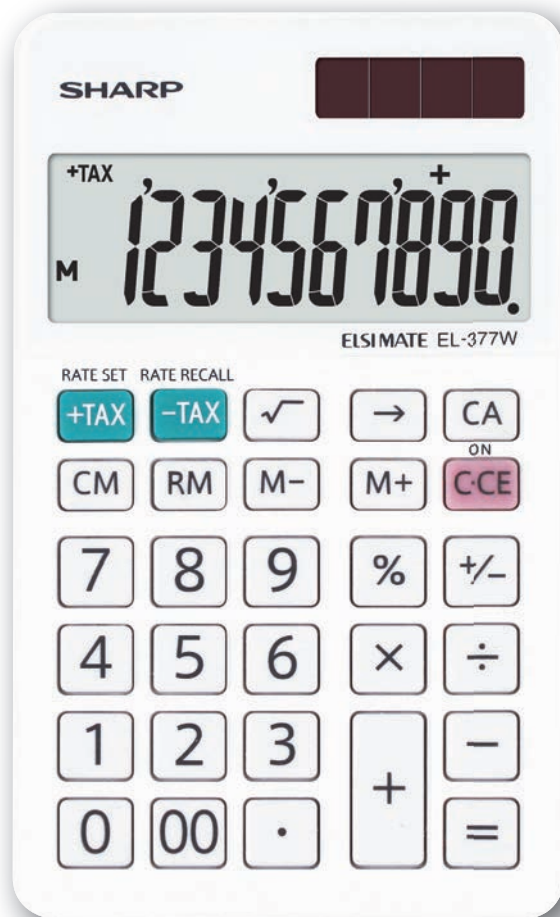 SHARP
+TAX +
M 1'234'567'890.
ELSIMATE EL-377W
RATE SET RATE RECALL
+TAX -TAX √ → CA
ON
CM RM M- M+ C·CE
7 8 9 % +/-
4 5 6 × ÷
1 2 3 -
+
0 00 · =